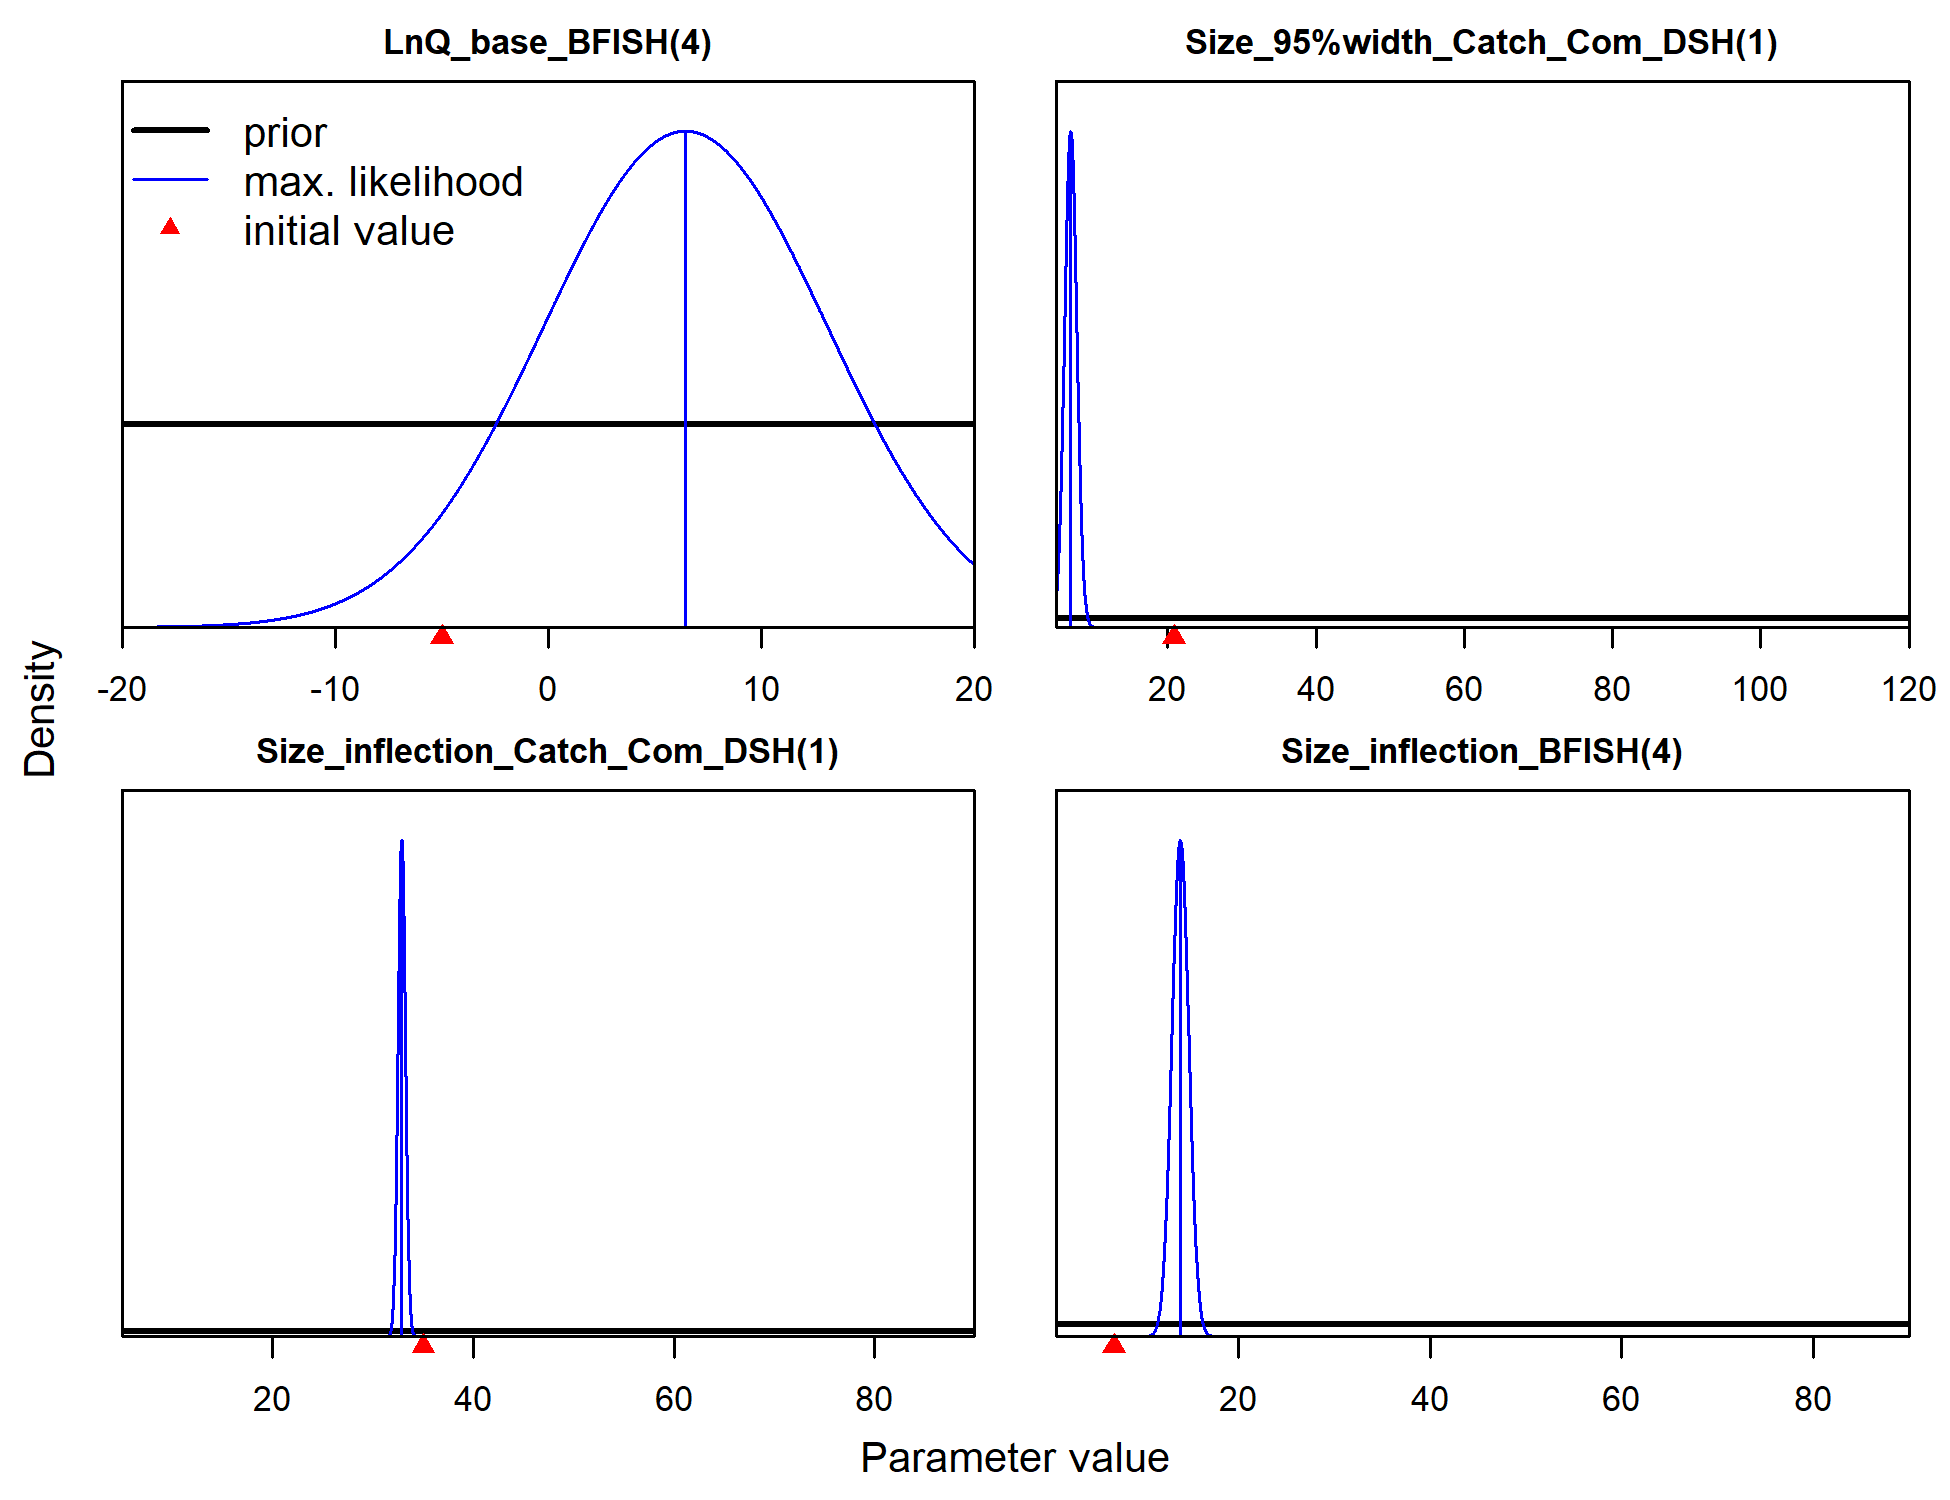 LnQ_base_BFISH(4)
prior
max. likelihood
initial value
-20 -10 0 10 20
Size_95%width_Catch_Com_DSH(1)
20 40 60 80 100 120
Density
Size_inflection_Catch_Com_DSH(1)
20 40 60 80
Size_inflection_BFISH(4)
20 40 60 80
Parameter value